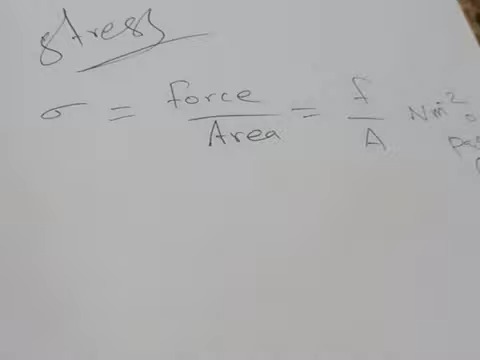 stress
σ = Force / Area = f / A Nm⁻²